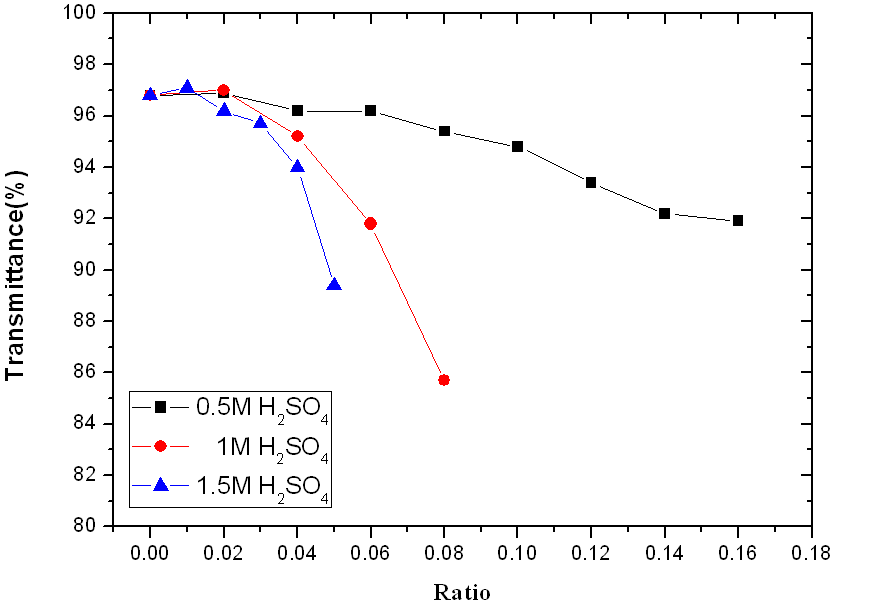 100
98
96
94
92
90
88
86
84
82
80
Transmittance(%)
0.5M H₂SO₄
1M H₂SO₄
1.5M H₂SO₄
0.00 0.02 0.04 0.06 0.08 0.10 0.12 0.14 0.16 0.18
Ratio